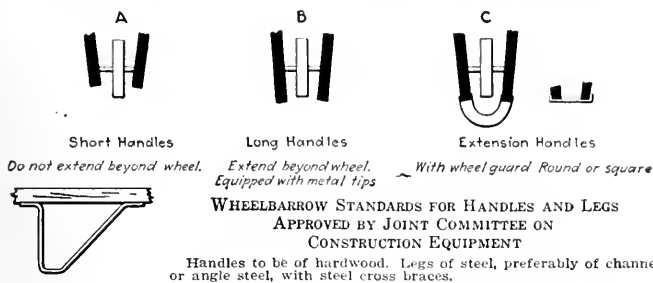 A B C
Short Handles Long Handles Extension Handles
Do not extend beyond wheel. Extend beyond wheel. With wheel guard Round or square
Equipped with metal tips
WHEELBARROW STANDARDS FOR HANDLES AND LEGS
APPROVED BY JOINT COMMITTEE ON
CONSTRUCTION EQUIPMENT
Handles to be of hardwood. Legs of steel, preferably of channe
or angle steel, with steel cross braces.